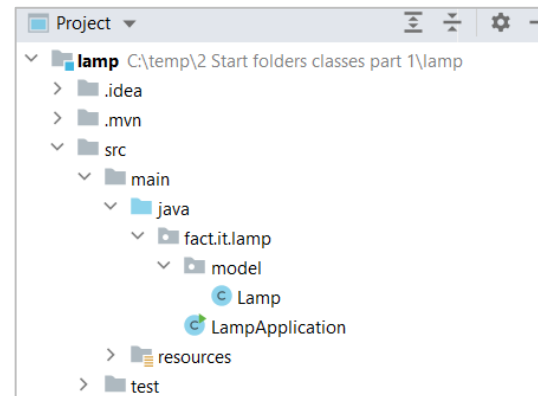 Project
lamp C:\temp\2 Start folders classes part 1\lamp
.idea
.mvn
src
main
java
fact.it.lamp
model
C Lamp
C LampApplication
resources
test